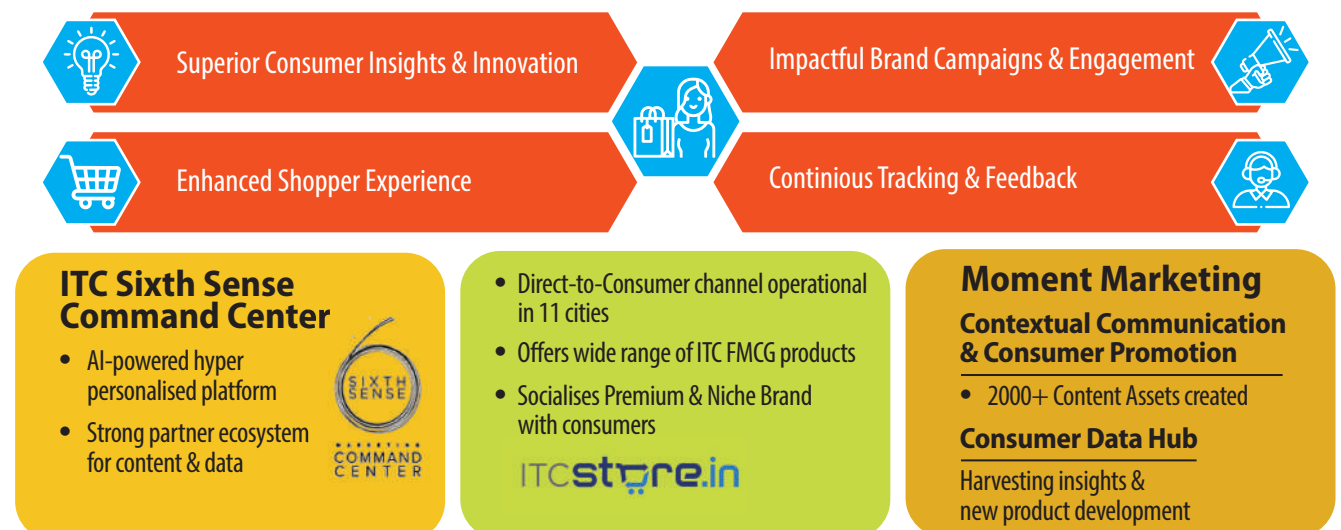 Superior Consumer Insights & Innovation
Impactful Brand Campaigns & Engagement
Enhanced Shopper Experience
Continious Tracking & Feedback
ITC Sixth Sense
Command Center
• AI-powered hyper
personalised platform
• Strong partner ecosystem
for content & data
SIXTH
SENSE
MARKETING
COMMAND
CENTER
• Direct-to-Consumer channel operational
in 11 cities
• Offers wide range of ITC FMCG products
• Socialises Premium & Niche Brand
with consumers
ITCstore.in
Moment Marketing
Contextual Communication
& Consumer Promotion
• 2000+ Content Assets created
Consumer Data Hub
Harvesting insights &
new product development